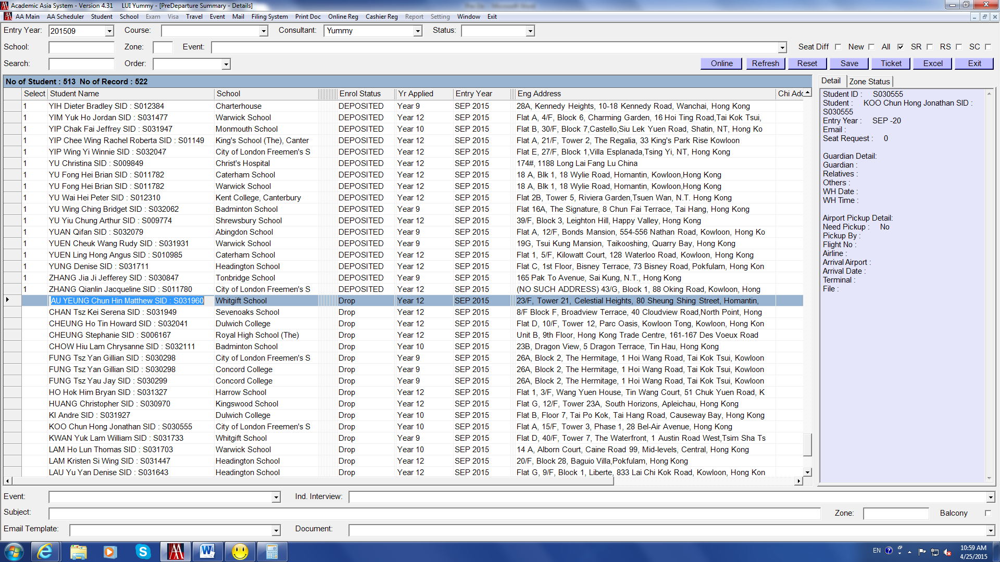 Academic Asia System - Version 4.31 LUI Yummy - [PreDeparture Summary - Details]
AA Main AA Scheduler Student School Exam Visa Travel Event Mail Filing System Print Doc Online Reg Cashier Reg Report Setting Window Exit
Entry Year: 201509 Course: Consultant: Yummy Status:
School: Zone: Event: Seat Diff New All SR RS SC
Search: Order: Online Refresh Reset Save Ticket Excel Exit
No of Student : 513 No of Record : 522
Select Student Name School Enrol Status Yr Applied Entry Year Eng Address Chi Adc
1 YIH Dieter Bradley SID : S012384 Charterhouse DEPOSITED Year 9 SEP 2015 28A, Kennedy Heights, 10-18 Kennedy Road, Wanchai, Hong Kong
1 YIM Yuk Ho Jordan SID : S031477 Warwick School DEPOSITED Year 12 SEP 2015 Flat A, 4/F, Block 6, Charming Garden, 16 Hoi Ting Road,Tai Kok Tsui,
1 YIP Chak Fai Jeffrey SID : S031947 Monmouth School DEPOSITED Year 10 SEP 2015 Flat B, 30/F, Block 7,Castello,Siu Lek Yuen Road, Shatin, NT, Hong Ko
1 YIP Chee Wing Rachel Roberta SID : S01149 King's School (The), Canter DEPOSITED Year 12 SEP 2015 Flat A, 21/F, Tower 2, The Regalia, 33 King's Park Rise Kowloon
1 YIP Wing Yi Winnie SID : S032047 City of London Freemen's S DEPOSITED Year 12 SEP 2015 Flat E, 27/F, Block 1,Villa Esplanada,Tsing Yi, NT, Hong Kong
1 YU Christina SID : S009849 Christ's Hospital DEPOSITED Year 12 SEP 2015 174#, 1188 Long Lai Fang Lu China
1 YU Fong Hei Brian SID : S011782 Caterham School DEPOSITED Year 12 SEP 2015 18 A, Blk 1, 18 Wylie Road, Homantin, Kowloon,Hong Kong
1 YU Fong Hei Brian SID : S011782 Warwick School DEPOSITED Year 12 SEP 2015 18 A, Blk 1, 18 Wylie Road, Homantin, Kowloon,Hong Kong
1 YU Wai Hei Peter SID : S012310 Kent College, Canterbury DEPOSITED Year 12 SEP 2015 Flat 2B, Tower 5, Riviera Garden,Tsuen Wan, N.T. Hong Kong
1 YU Wing Ching Bridget SID : S032062 Badminton School DEPOSITED Year 9 SEP 2015 Flat 16A, The Signature, 8 Chun Fai Terrace, Tai Hang, Hong Kong
1 YU Yiu Chung Arthur SID : S009774 Shrewsbury School DEPOSITED Year 12 SEP 2015 39/F, Block 3, Leighton Hill, Happy Valley, Hong Kong
1 YUAN Qifan SID : S032079 Abingdon School DEPOSITED Year 9 SEP 2015 Flat A, 12/F, Bonds Mansion, 554-556 Nathan Road, Kowloon, Hong Ko
1 YUEN Cheuk Wang Rudy SID : S031931 Warwick School DEPOSITED Year 9 SEP 2015 19G, Tsui Kung Mansion, Taikooshing, Quarry Bay, Hong Kong
1 YUEN Ling Hong Angus SID : S010985 Caterham School DEPOSITED Year 12 SEP 2015 Flat 1, 5/F, Kilowatt Court, 128 Waterloo Road, Kowloon, Hong Kong
1 YUNG Denise SID : S031711 Headington School DEPOSITED Year 12 SEP 2015 Flat C, 1st Floor, Bisney Terrace, 73 Bisney Road, Pokfulam, Hong Kon
1 ZHANG Jia Ji Jefferey SID : S030847 Tonbridge School DEPOSITED Year 12 SEP 2015 165 Pak To Avenue, Sai Kung, N.T., Hong Kong
1 ZHANG Qianlin Jacqueline SID : S011780 City of London Freemen's S DEPOSITED Year 12 SEP 2015 (NO SUCH ADDRESS) 43/G, Block 1, 88 Oking Road, Kowloon, Hong
AU YEUNG Chun Hin Matthew SID : S031960 Whitgift School Drop Year 12 SEP 2015 23/F, Tower 21, Celestial Heights, 80 Sheung Shing Street, Homantin,
CHAN Tsz Kei Serena SID : S031949 Sevenoaks School Drop Year 12 SEP 2015 8/F Block F, Broadview Terrace, 40 Cloudview Road,North Point, Hong
CHEUNG Ho Tin Howard SID : S032041 Dulwich College Drop Year 12 SEP 2015 Flat D, 10/F, Tower 12, Parc Oasis, Kowloon Tong, Kowloon, Hong Kon
CHEUNG Stephanie SID : S006167 Royal High School (The) Drop Year 12 SEP 2015 Unit B, 9th Floor, Hong Kong Trade Centre, 161-167 Des Voeux Road
CHOW Hiu Lam Chrysanne SID : S032111 Badminton School Drop Year 10 SEP 2015 23B, Dragon View, 5 Dragon Terrace, Tin Hau, Hong Kong
FUNG Tsz Yan Gillian SID : S030298 City of London Freemen's S Drop Year 9 SEP 2015 26A, Block 2, The Hermitage, 1 Hoi Wang Road, Tai Kok Tsui, Kowloon
FUNG Tsz Yan Gillian SID : S030298 Concord College Drop Year 9 SEP 2015 26A, Block 2, The Hermitage, 1 Hoi Wang Road, Tai Kok Tsui, Kowloon
FUNG Tsz Yau Jay SID : S030299 Concord College Drop Year 9 SEP 2015 26A, Block 2, The Hermitage, 1 Hoi Wang Road, Tai Kok Tsui, Kowloon
HO Hok Him Bryan SID : S031327 Harrow School Drop Year 12 SEP 2015 Flat 1, 3/F, Wang Yuen House, Tin Wang Court, 51 Chuk Yuen Road, K
HUANG Christopher SID : S030970 Kingswood School Drop Year 12 SEP 2015 Flat G, 12/F, Tower 23A, South Horizons, Apleichau, Hong Kong
KI Andre SID : S031927 Dulwich College Drop Year 10 SEP 2015 Flat B, Floor 7, Tai Po Kok, Tai Hang Road, Causeway Bay, Hong Kong
KOO Chun Hong Jonathan SID : S030555 City of London Freemen's S Drop Year 10 SEP 2015 Flat A, 15/F, Tower 3, Phase 1, 28 Bel-Air Avenue, Hong Kong
KWAN Yuk Lam William SID : S031733 Whitgift School Drop Year 9 SEP 2015 Flat D, 40/F, Tower 7, The Waterfront, 1 Austin Road West,Tsim Sha Ts
LAM Ho Lun Thomas SID : S031703 Warwick School Drop Year 10 SEP 2015 14 A, Alborn Court, Caine Road 99, Mid-levels, Central, Hong Kong
LAM Kristen Si Wing SID : S031447 Headington School Drop Year 12 SEP 2015 20/F, Block 28, Baguio Villa,Pokfulam, Hong Kong
LAU Yu Yan Denise SID : S031643 Headington School Drop Year 12 SEP 2015 Flat G, 9/F, Block 1, Liberte, 833 Lai Chi Kok Road, Kowloon, Hong Kon
Detail Zone Status
Student ID : S030555
Student : KOO Chun Hong Jonathan SID :
S030555
Entry Year : SEP -20
Email :
Seat Request : 0
Guardian Detail:
Guardian :
Relatives :
Others :
WH Date :
WH Time :
Airport Pickup Detail:
Need Pickup : No
Pickup By :
Flight No :
Airline :
Arrival Airport :
Arrival Date :
Terminal :
File :
Event: Ind. Interview:
Subject: Zone: Balcony
Email Template: Document:
EN 10:59 AM
4/25/2015